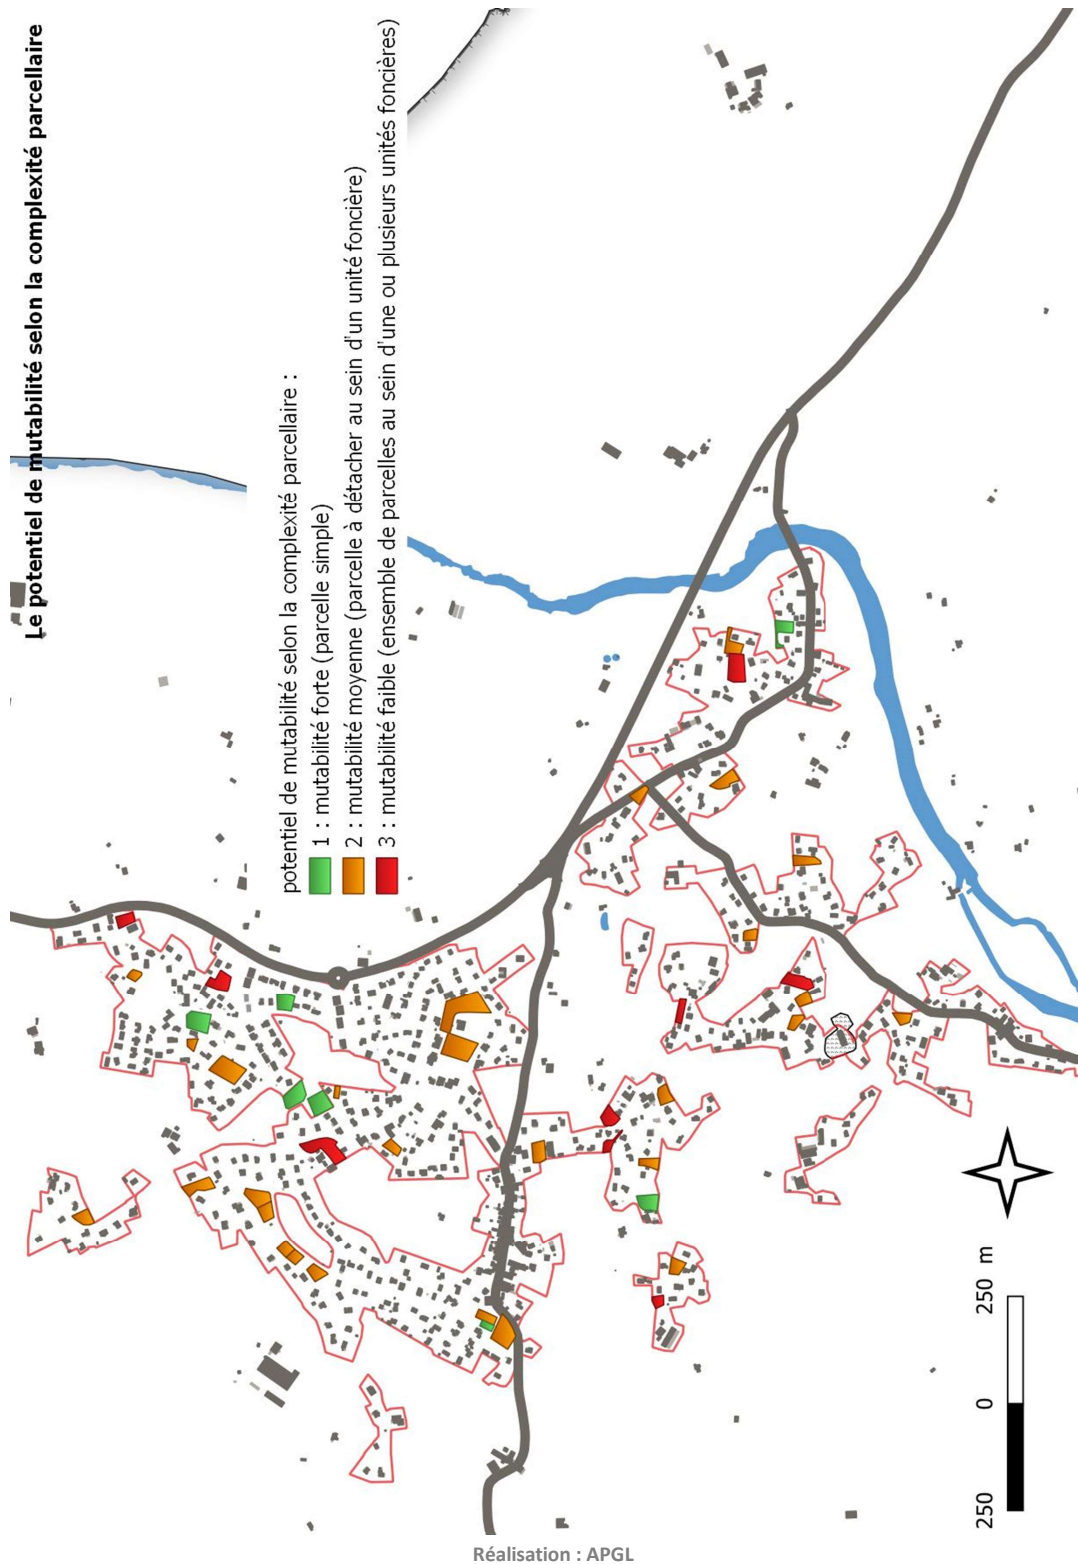 Le potentiel de mutabilité selon la complexité parcellaire
potentiel de mutabilité selon la complexité parcellaire :
1 : mutabilité forte (parcelle simple)
2 : mutabilité moyenne (parcelle à détacher au sein d'un unité foncière)
3 : mutabilité faible (ensemble de parcelles au sein d'une ou plusieurs unités foncières)
250 0 250 m
Réalisation : APGL